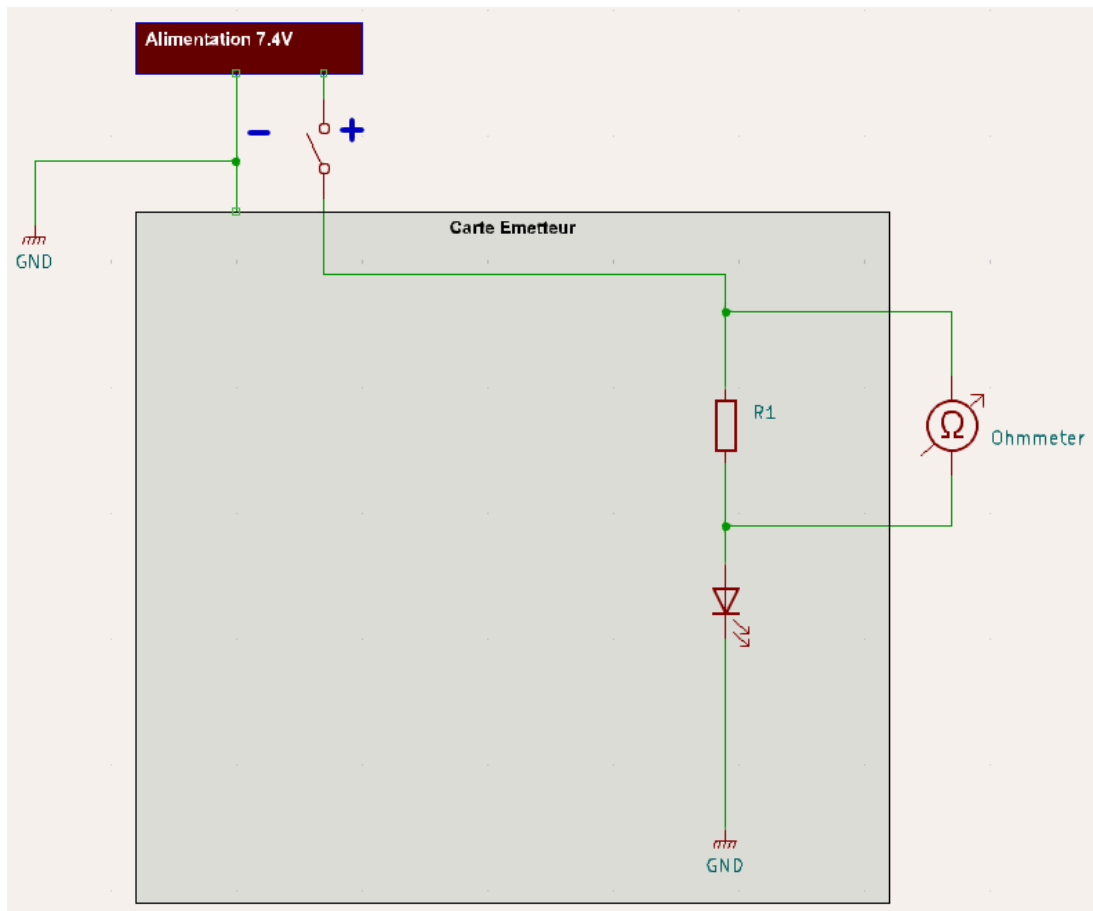 Alimentation 7.4V
− +
GND
Carte Emetteur
R1
Ω
Ohmmeter
GND